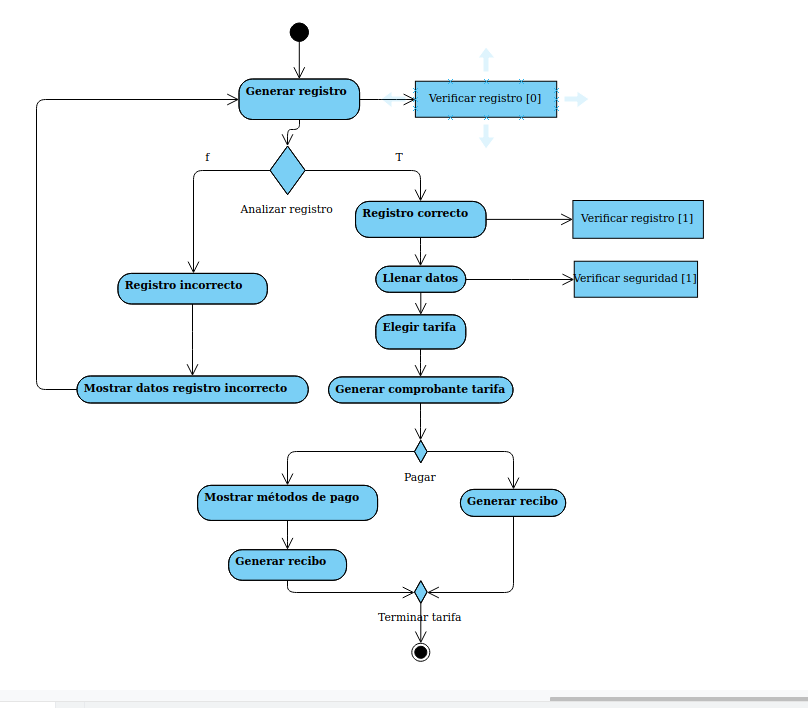 Generar registro
Verificar registro [0]
f
T
Analizar registro
Registro correcto
Verificar registro [1]
Registro incorrecto
Llenar datos
Verificar seguridad [1]
Elegir tarifa
Mostrar datos registro incorrecto
Generar comprobante tarifa
Pagar
Mostrar métodos de pago
Generar recibo
Generar recibo
Terminar tarifa